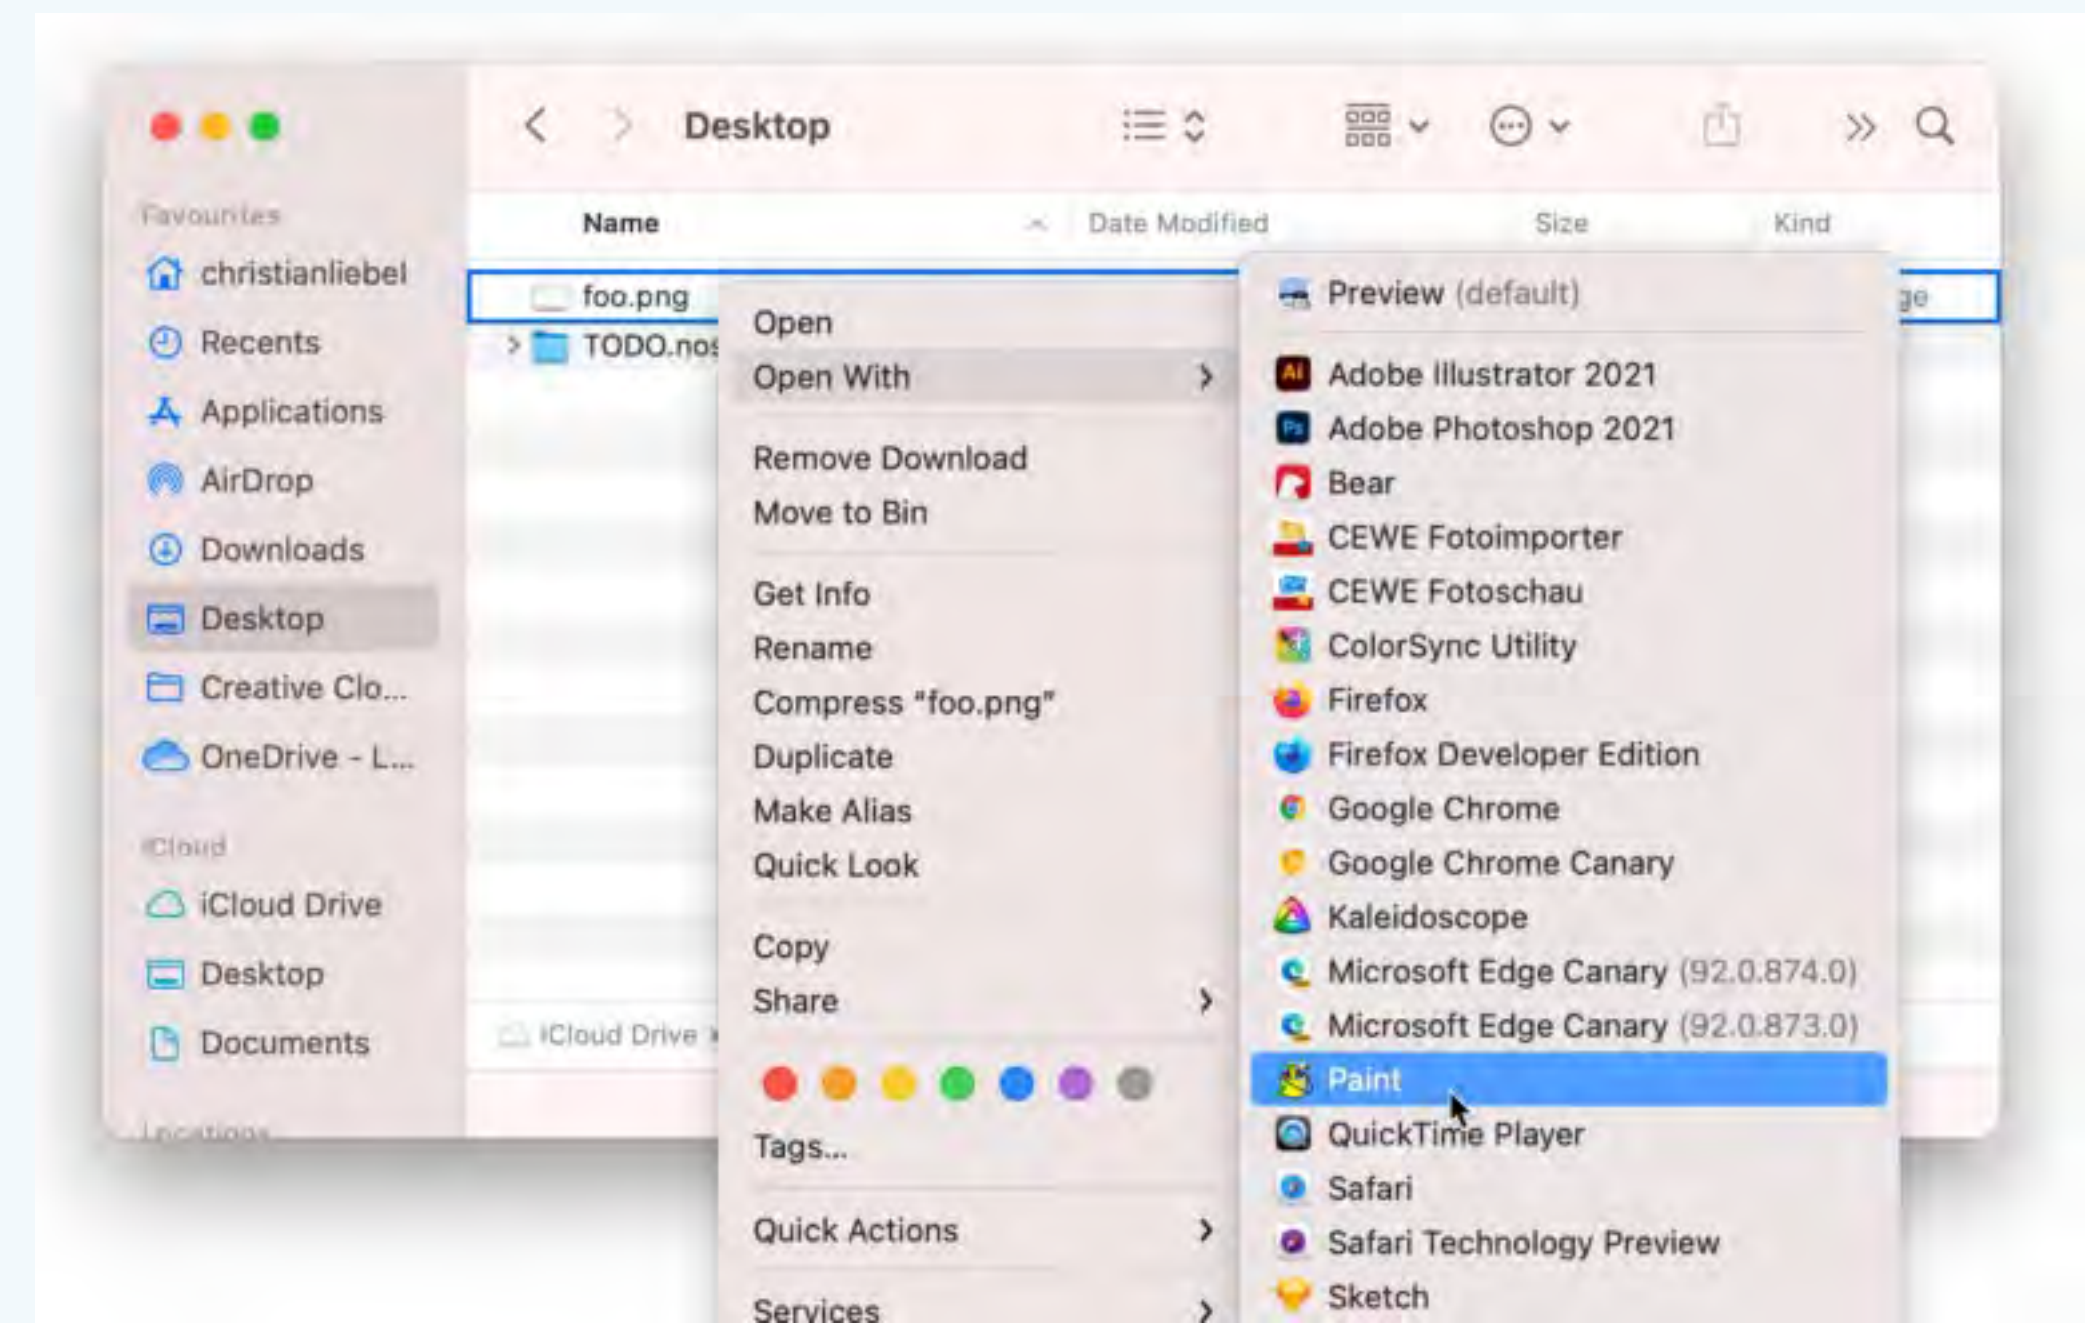 Desktop
Favourites
christianliebel
Recents
Applications
AirDrop
Downloads
Desktop
Creative Clo...
OneDrive - L...
iCloud
iCloud Drive
Desktop
Documents
Locations
Name Date Modified Size Kind
foo.png
TODO.nos
iCloud Drive
Open
Open With
Remove Download
Move to Bin
Get Info
Rename
Compress "foo.png"
Duplicate
Make Alias
Quick Look
Copy
Share
Tags...
Quick Actions
Services
Preview (default)
Ai Adobe Illustrator 2021
Ps Adobe Photoshop 2021
Bear
CEWE Fotoimporter
CEWE Fotoschau
ColorSync Utility
Firefox
Firefox Developer Edition
Google Chrome
Google Chrome Canary
Kaleidoscope
Microsoft Edge Canary (92.0.874.0)
Microsoft Edge Canary (92.0.873.0)
Paint
QuickTime Player
Safari
Safari Technology Preview
Sketch
ge